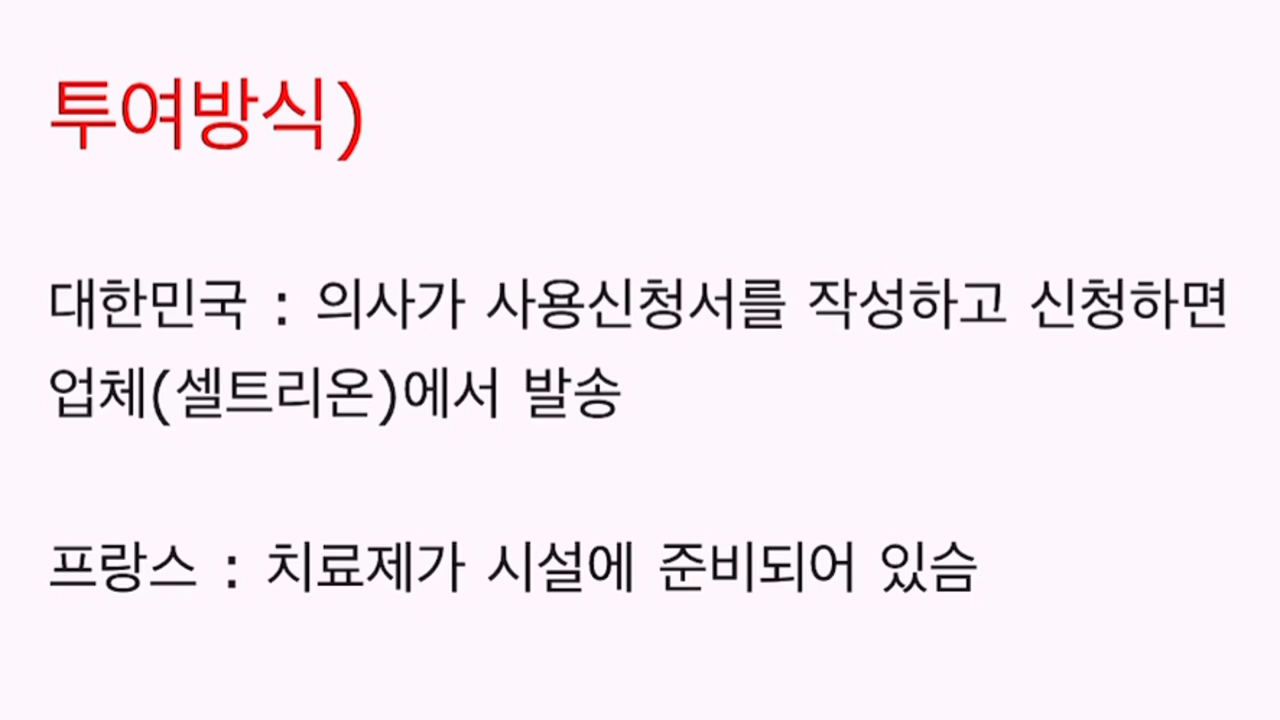 투여방식)
대한민국 : 의사가 사용신청서를 작성하고 신청하면
업체(셀트리온)에서 발송
프랑스 : 치료제가 시설에 준비되어 있슴